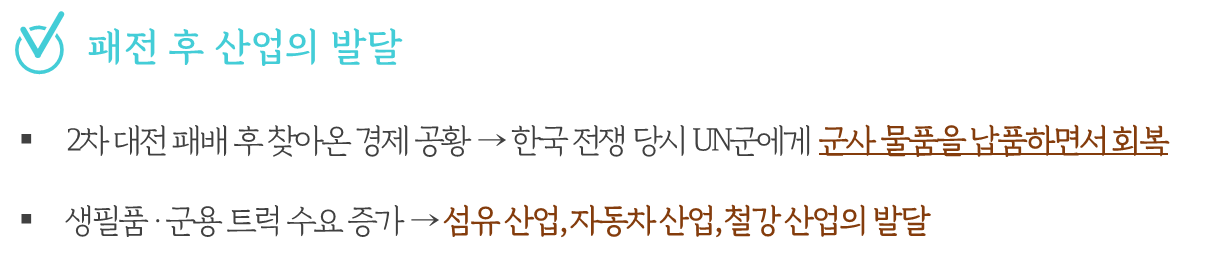 패전 후 산업의 발달
▪ 2차 대전 패배 후 찾아온 경제 공황 → 한국 전쟁 당시 UN군에게 군사 물품을 납품하면서 회복
▪ 생필품 · 군용 트럭 수요 증가 → 섬유 산업, 자동차 산업, 철강 산업의 발달